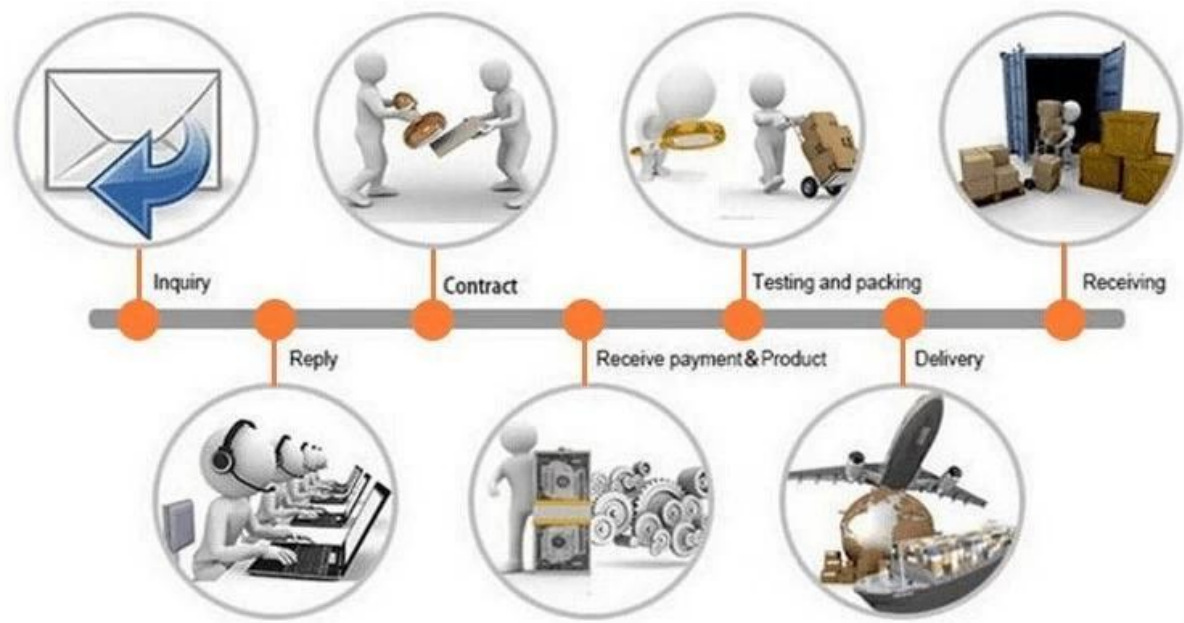 Inquiry
Reply
Contract
Receive payment&Product
Testing and packing
Delivery
Receiving